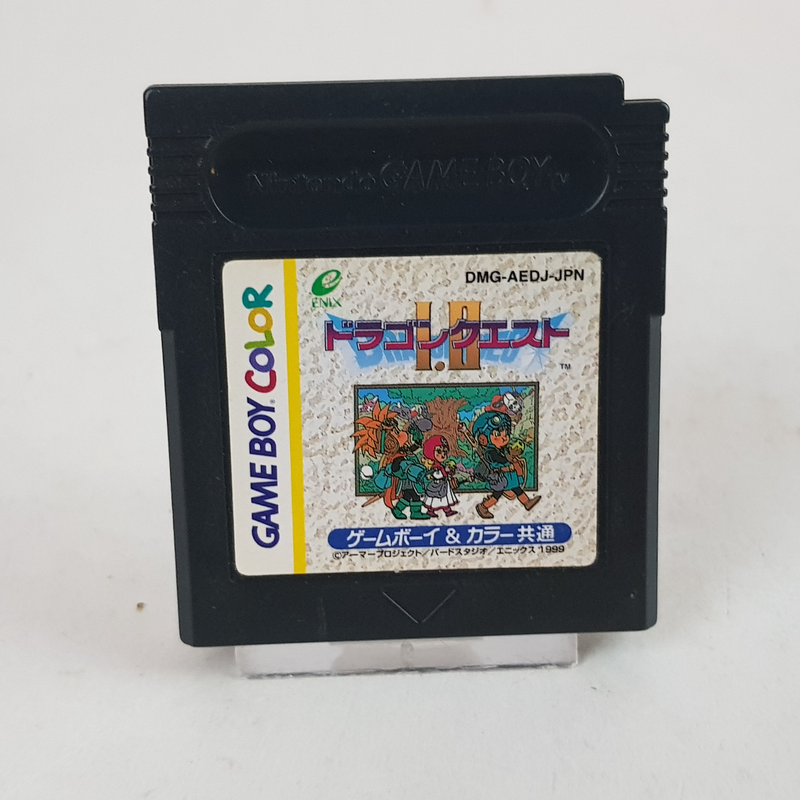 Nintendo GAME BOY™
GAME BOY COLOR
ENIX
DMG-AEDJ-JPN
ドラゴンクエスト
I・II
TM
ゲームボーイ & カラー共通
©アーマープロジェクト/バードスタジオ/エニックス 1999